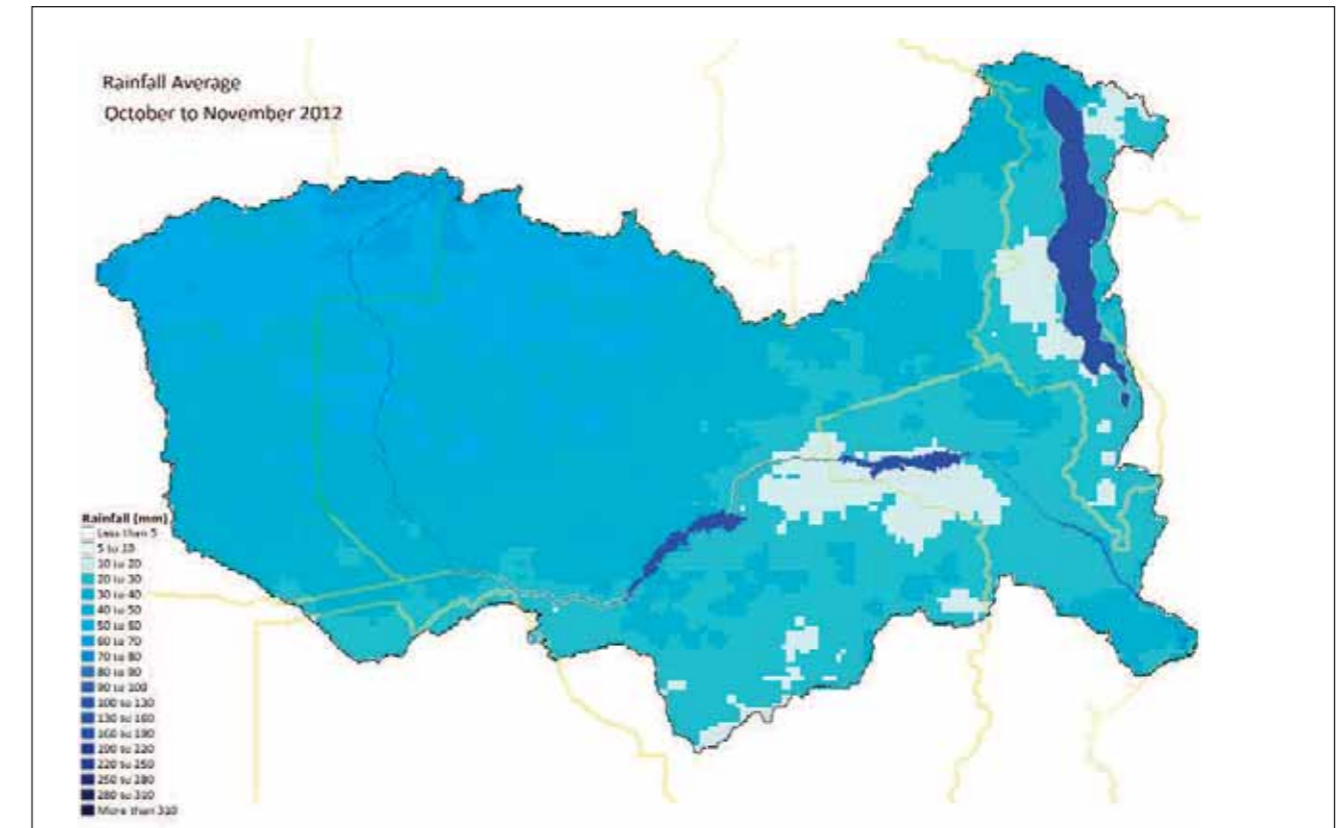 Rainfall Average
October to November 2012
Rainfall (mm)
Less than 5
5 to 10
10 to 20
20 to 30
30 to 40
40 to 50
50 to 60
60 to 70
70 to 80
80 to 90
90 to 100
100 to 130
130 to 160
160 to 190
190 to 220
220 to 250
250 to 280
280 to 310
More than 310